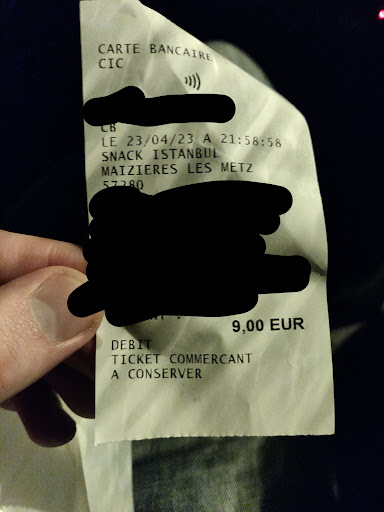 CARTE BANCAIRE
CIC
CB
LE 23/04/23 A 21:58:58
SNACK ISTANBUL
MAIZIERES LES METZ
57280
9,00 EUR
DEBIT
TICKET COMMERCANT
A CONSERVER